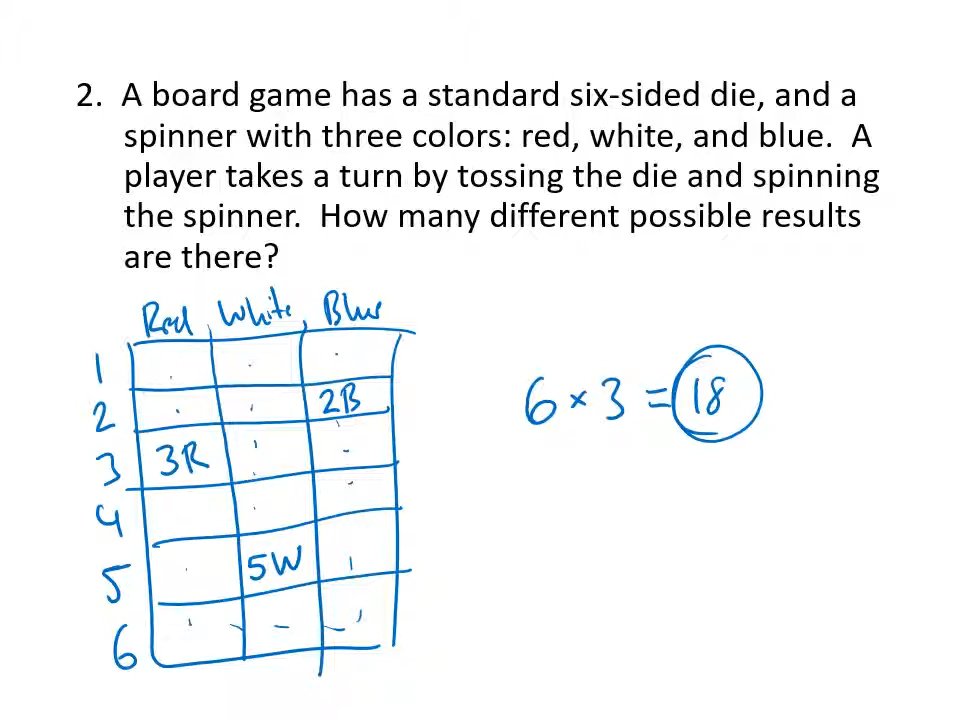 2. A board game has a standard six-sided die, and a
spinner with three colors: red, white, and blue. A
player takes a turn by tossing the die and spinning
the spinner. How many different possible results
are there?
Red White Blue
1
2 2B
3 3R
4
5 5W
6
6 × 3 = 18